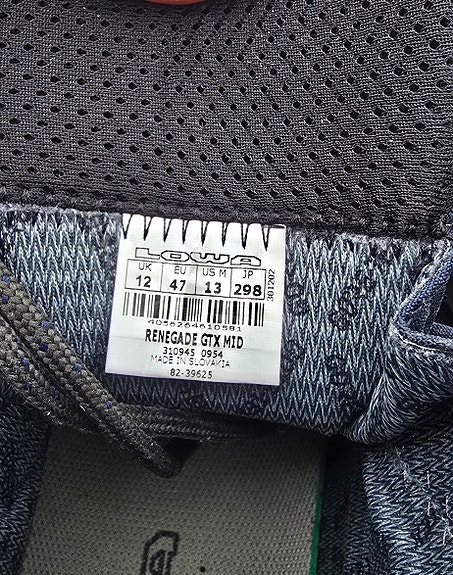 LOWA
UK EU US M JP
12 47 13 298
301202
4056264610581
RENEGADE GTX MID
310945 0954
MADE IN SLOVAKIA
82-39625